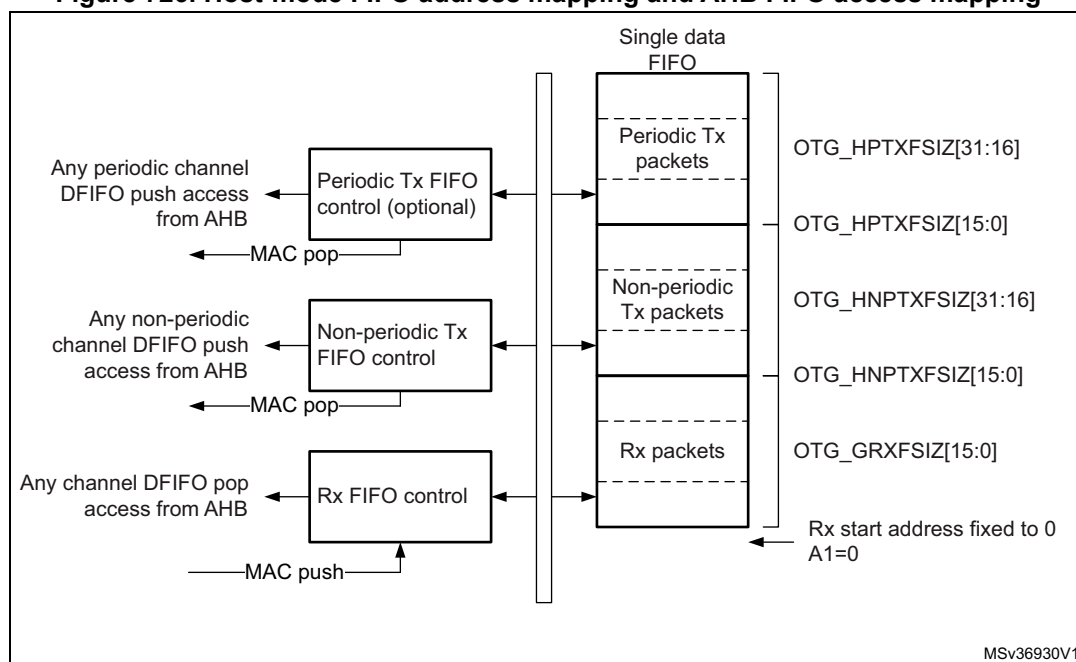 Figure 726. Host-mode FIFO address mapping and AHB FIFO access mapping
Single data
FIFO
Periodic Tx
packets
OTG_HPTXFSIZ[31:16]
Any periodic channel
DFIFO push access
from AHB
Periodic Tx FIFO
control (optional)
MAC pop
OTG_HPTXFSIZ[15:0]
Non-periodic
Tx packets
OTG_HNPTXFSIZ[31:16]
Any non-periodic
channel DFIFO push
access from AHB
Non-periodic Tx
FIFO control
MAC pop
OTG_HNPTXFSIZ[15:0]
Rx packets
OTG_GRXFSIZ[15:0]
Any channel DFIFO pop
access from AHB
Rx FIFO control
MAC push
Rx start address fixed to 0
A1=0
MSv36930V1